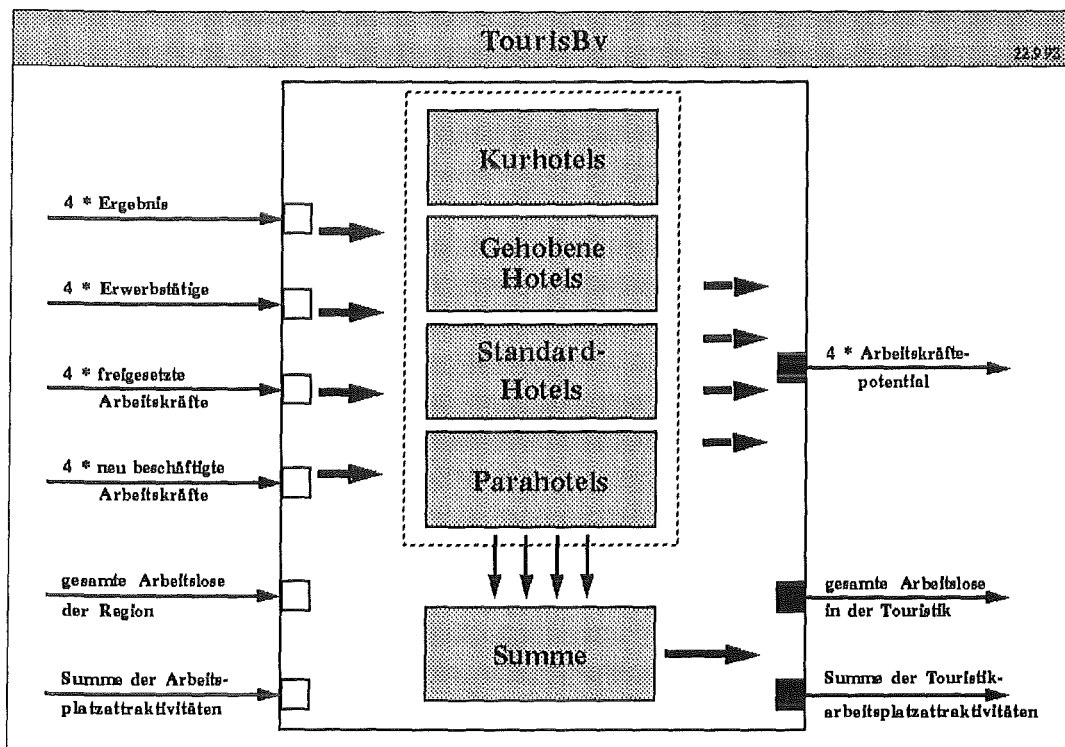 TourisBv
22.9.92
Kurhotels
Gehobene
Hotels
Standard-
Hotels
Parahotels
Summe
4 * Ergebnis
4 * Erwerbstätige
4 * freigesetzte
Arbeitskräfte
4 * neu beschäftigte
Arbeitskräfte
gesamte Arbeitslose
der Region
Summe der Arbeits-
platzattraktivitäten
4 * Arbeitskräfte-
potential
gesamte Arbeitslose
in der Touristik
Summe der Touristik-
arbeitsplatzattraktivitäten